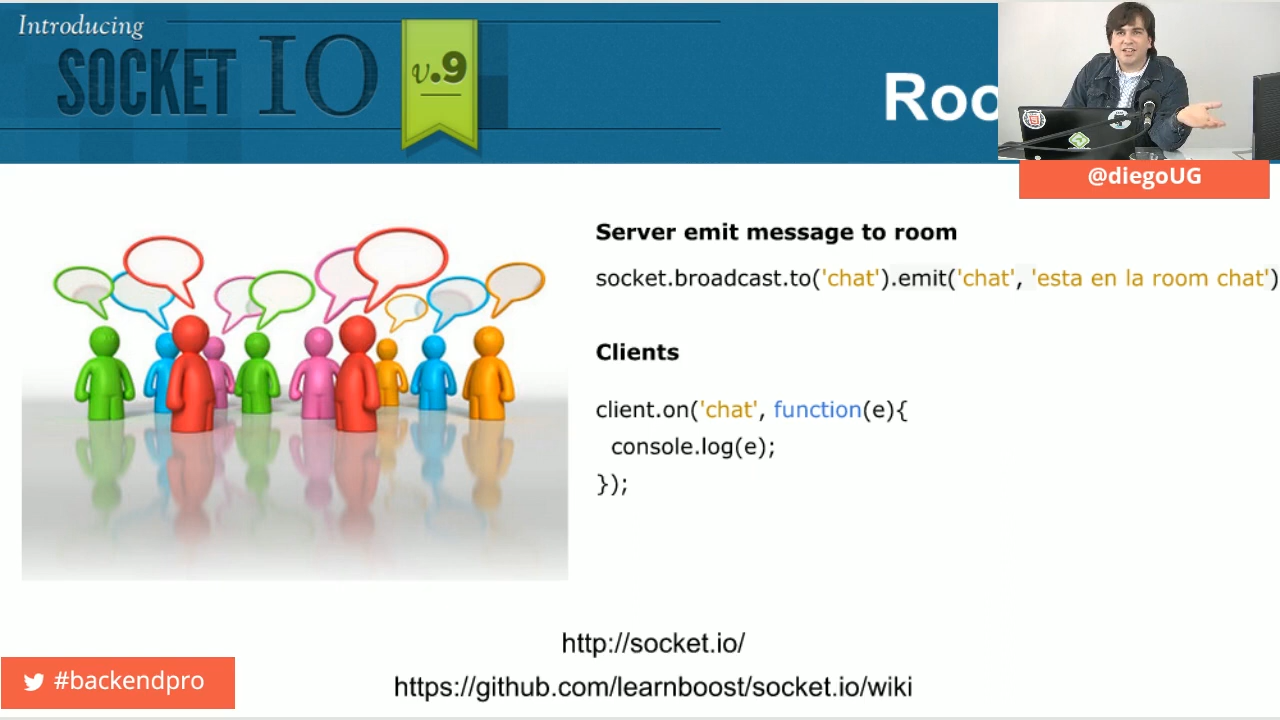 Introducing
SOCKET IO
v.9
Roo
@diegoUG
Server emit message to room
socket.broadcast.to('chat').emit('chat', 'esta en la room chat')
Clients
client.on('chat', function(e){
console.log(e);
});
http://socket.io/
https://github.com/learnboost/socket.io/wiki
#backendpro